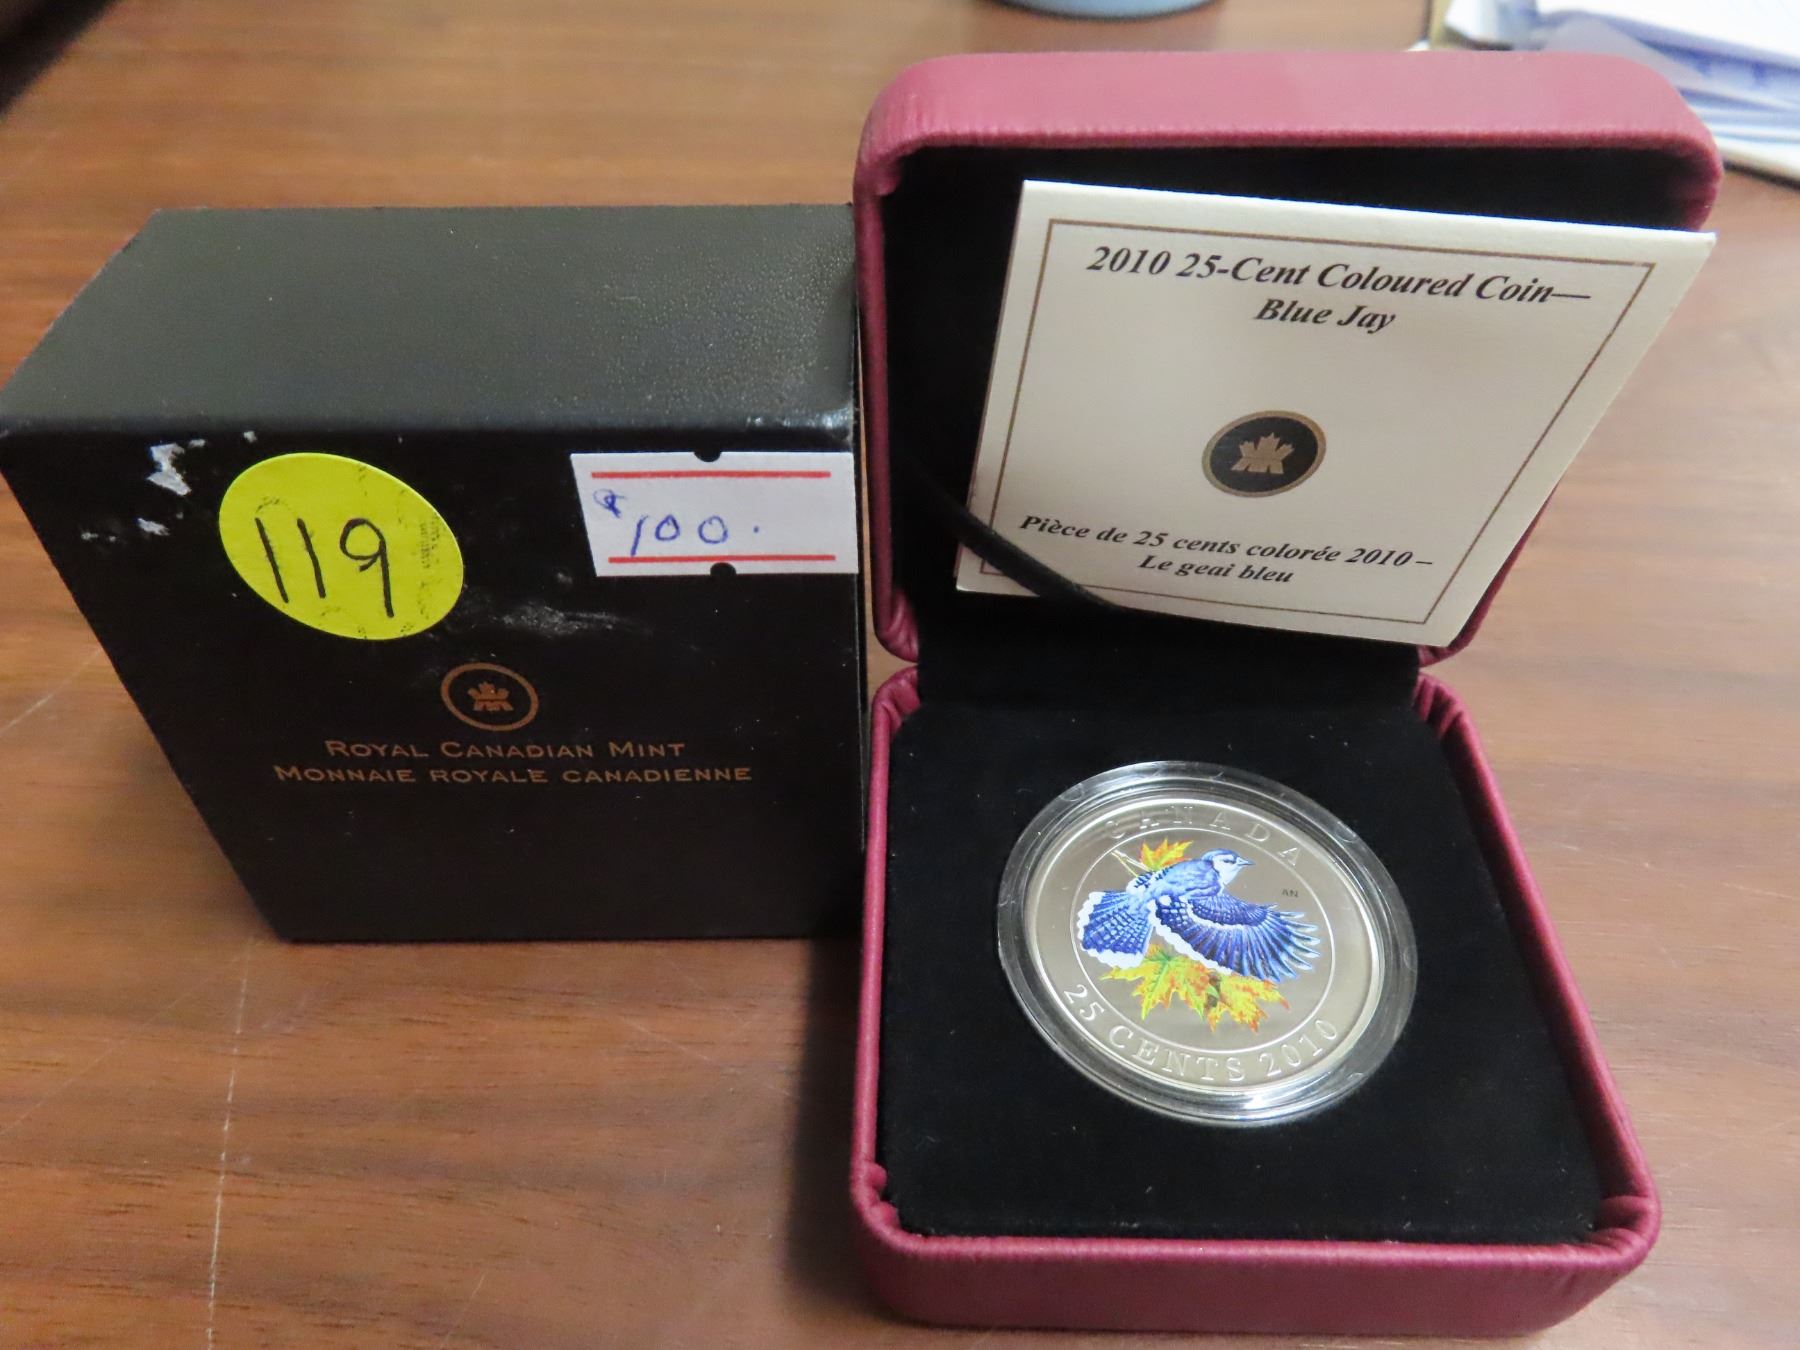 119
$100.
ROYAL CANADIAN MINT
MONNAIE ROYALE CANADIENNE
2010 25-Cent Coloured Coin—
Blue Jay
Pièce de 25 cents colorée 2010 –
Le geai bleu
CANADA
AN
25 CENTS 2010